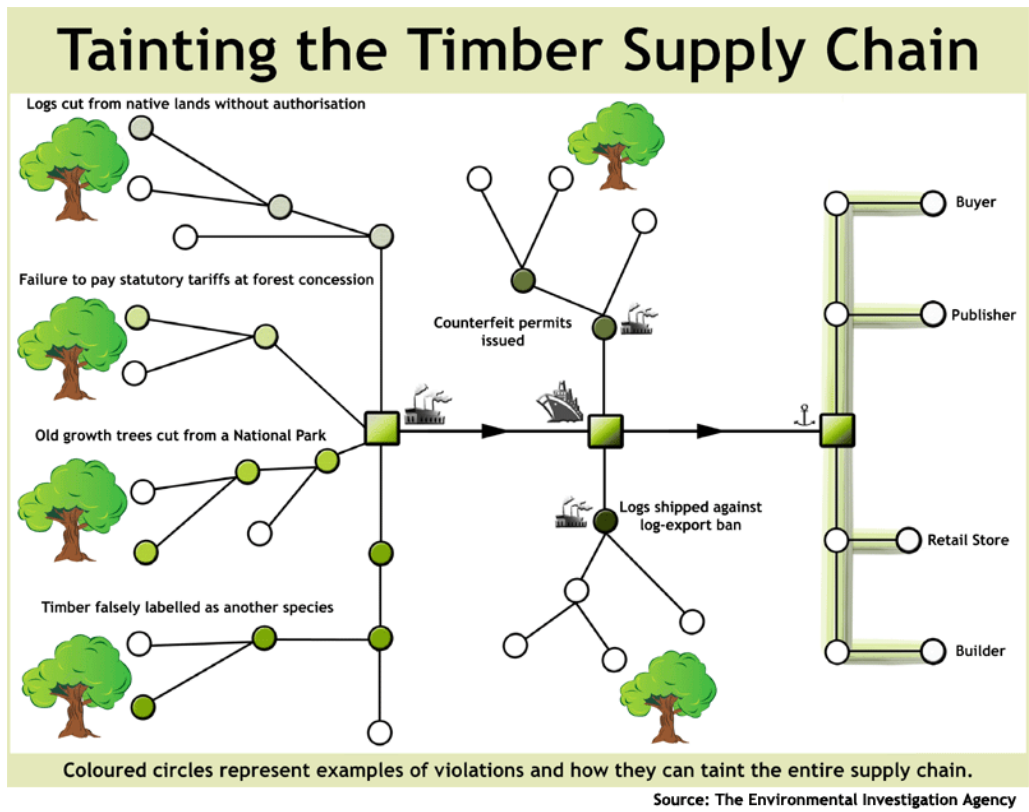 Tainting the Timber Supply Chain
Logs cut from native lands without authorisation
Failure to pay statutory tariffs at forest concession
Old growth trees cut from a National Park
Timber falsely labelled as another species
Counterfeit permits
issued
Logs shipped against
log-export ban
Buyer
Publisher
Retail Store
Builder
Coloured circles represent examples of violations and how they can taint the entire supply chain.
Source: The Environmental Investigation Agency